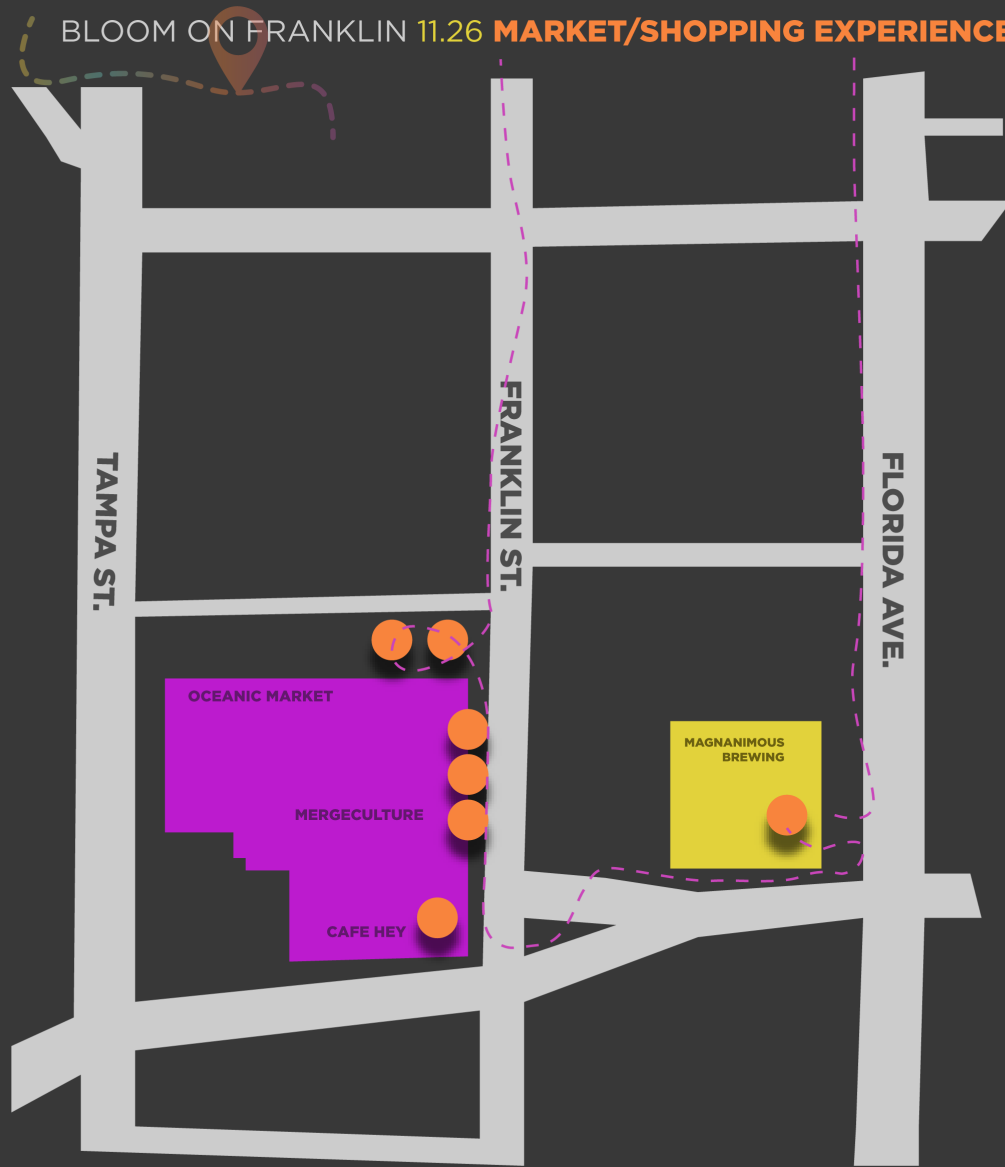 BLOOM ON FRANKLIN 11.26 MARKET/SHOPPING EXPERIENCE
TAMPA ST.
FRANKLIN ST.
FLORIDA AVE.
OCEANIC MARKET
MERGECULTURE
CAFE HEY
MAGNANIMOUS
BREWING